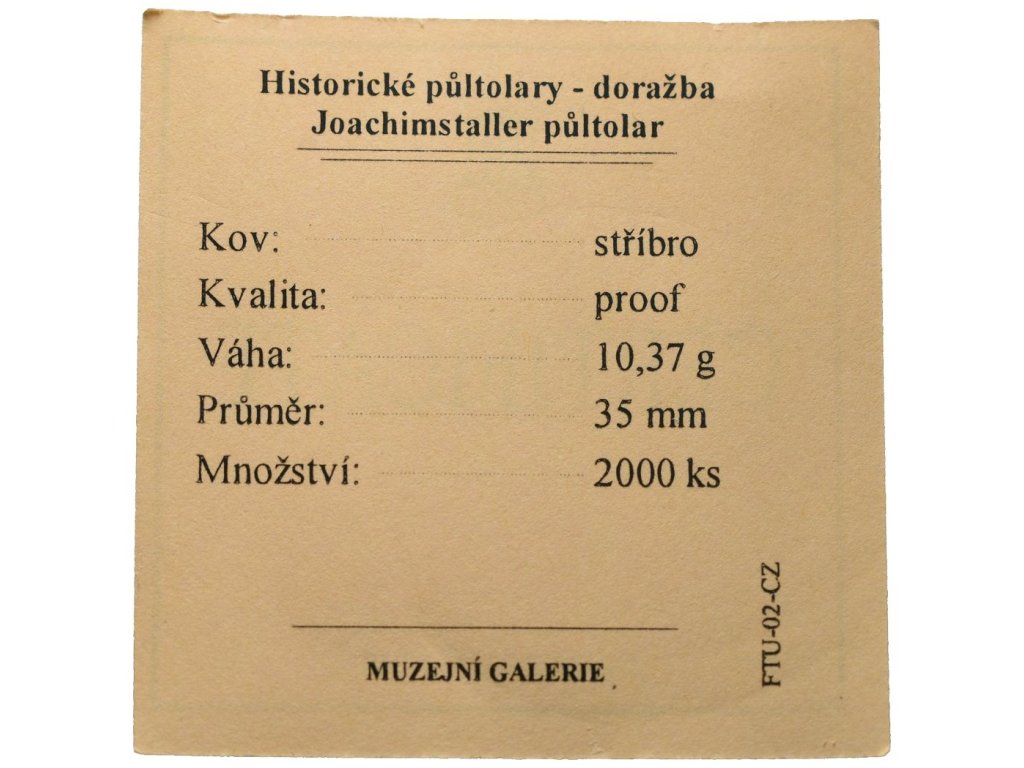 Historické půltolary - doražba
Joachimstaller půltolar
Kov: stříbro
Kvalita: proof
Váha: 10,37 g
Průměr: 35 mm
Množství: 2000 ks
MUZEJNÍ GALERIE
FTU-02-CZ